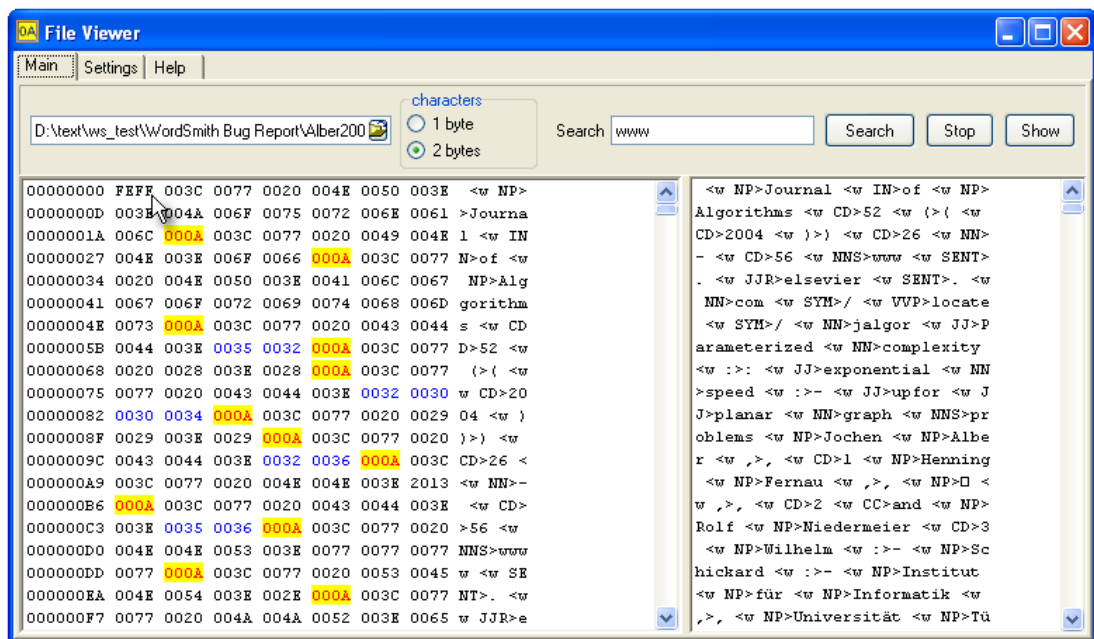 File Viewer
Main Settings Help
characters
D:\text\ws_test\WordSmith Bug Report\Alber200
1 byte
2 bytes
Search www Search Stop Show
00000000 FEFF 003C 0077 0020 004E 0050 003E <w NP>
0000000D 003E 004A 006F 0075 0072 006E 0061 >Journa
0000001A 006C 000A 003C 0077 0020 0049 004E l <w IN
00000027 004E 003E 006F 0066 000A 003C 0077 N>of <w
00000034 0020 004E 0050 003E 0041 006C 0067 NP>Alg
00000041 0067 006F 0072 0069 0074 0068 006D gorithm
0000004E 0073 000A 003C 0077 0020 0043 0044 s <w CD
0000005B 0044 003E 0035 0032 000A 003C 0077 D>52 <w
00000068 0020 0028 003E 0028 000A 003C 0077 (>( <w
00000075 0077 0020 0043 0044 003E 0032 0030 w CD>20
00000082 0030 0034 000A 003C 0077 0020 0029 04 <w )
0000008F 0029 003E 0029 000A 003C 0077 0020 )>) <w
0000009C 0043 0044 003E 0032 0036 000A 003C CD>26 <
000000A9 003C 0077 0020 004E 004E 003E 2013 <w NN>-
000000B6 000A 003C 0077 0020 0043 0044 003E <w CD>
000000C3 003E 0035 0036 000A 003C 0077 0020 >56 <w
000000D0 004E 004E 0053 003E 0077 0077 0077 NNS>www
000000DD 0077 000A 003C 0077 0020 0053 0045 w <w SE
000000EA 004E 0054 003E 002E 000A 003C 0077 NT>. <w
000000F7 0077 0020 004A 004A 0052 003E 0065 w JJR>e
<w NP>Journal <w IN>of <w NP>
Algorithms <w CD>52 <w (>( <w
CD>2004 <w )>) <w CD>26 <w NN>
- <w CD>56 <w NNS>www <w SENT>
. <w JJR>elsevier <w SENT>. <w
NN>com <w SYM>/ <w VVP>locate
<w SYM>/ <w NN>jalgor <w JJ>P
arameterized <w NN>complexity
<w :>: <w JJ>exponential <w NN
>speed <w :>- <w JJ>upfor <w J
J>planar <w NN>graph <w NNS>pr
oblems <w NP>Jochen <w NP>Albe
r <w ,>, <w CD>1 <w NP>Henning
<w NP>Fernau <w ,>, <w NP>□ <
w ,>, <w CD>2 <w CC>and <w NP>
Rolf <w NP>Niedermeier <w CD>3
<w NP>Wilhelm <w :>- <w NP>Sc
hickard <w :>- <w NP>Institut
<w NP>für <w NP>Informatik <w
,>, <w NP>Universität <w NP>Tü